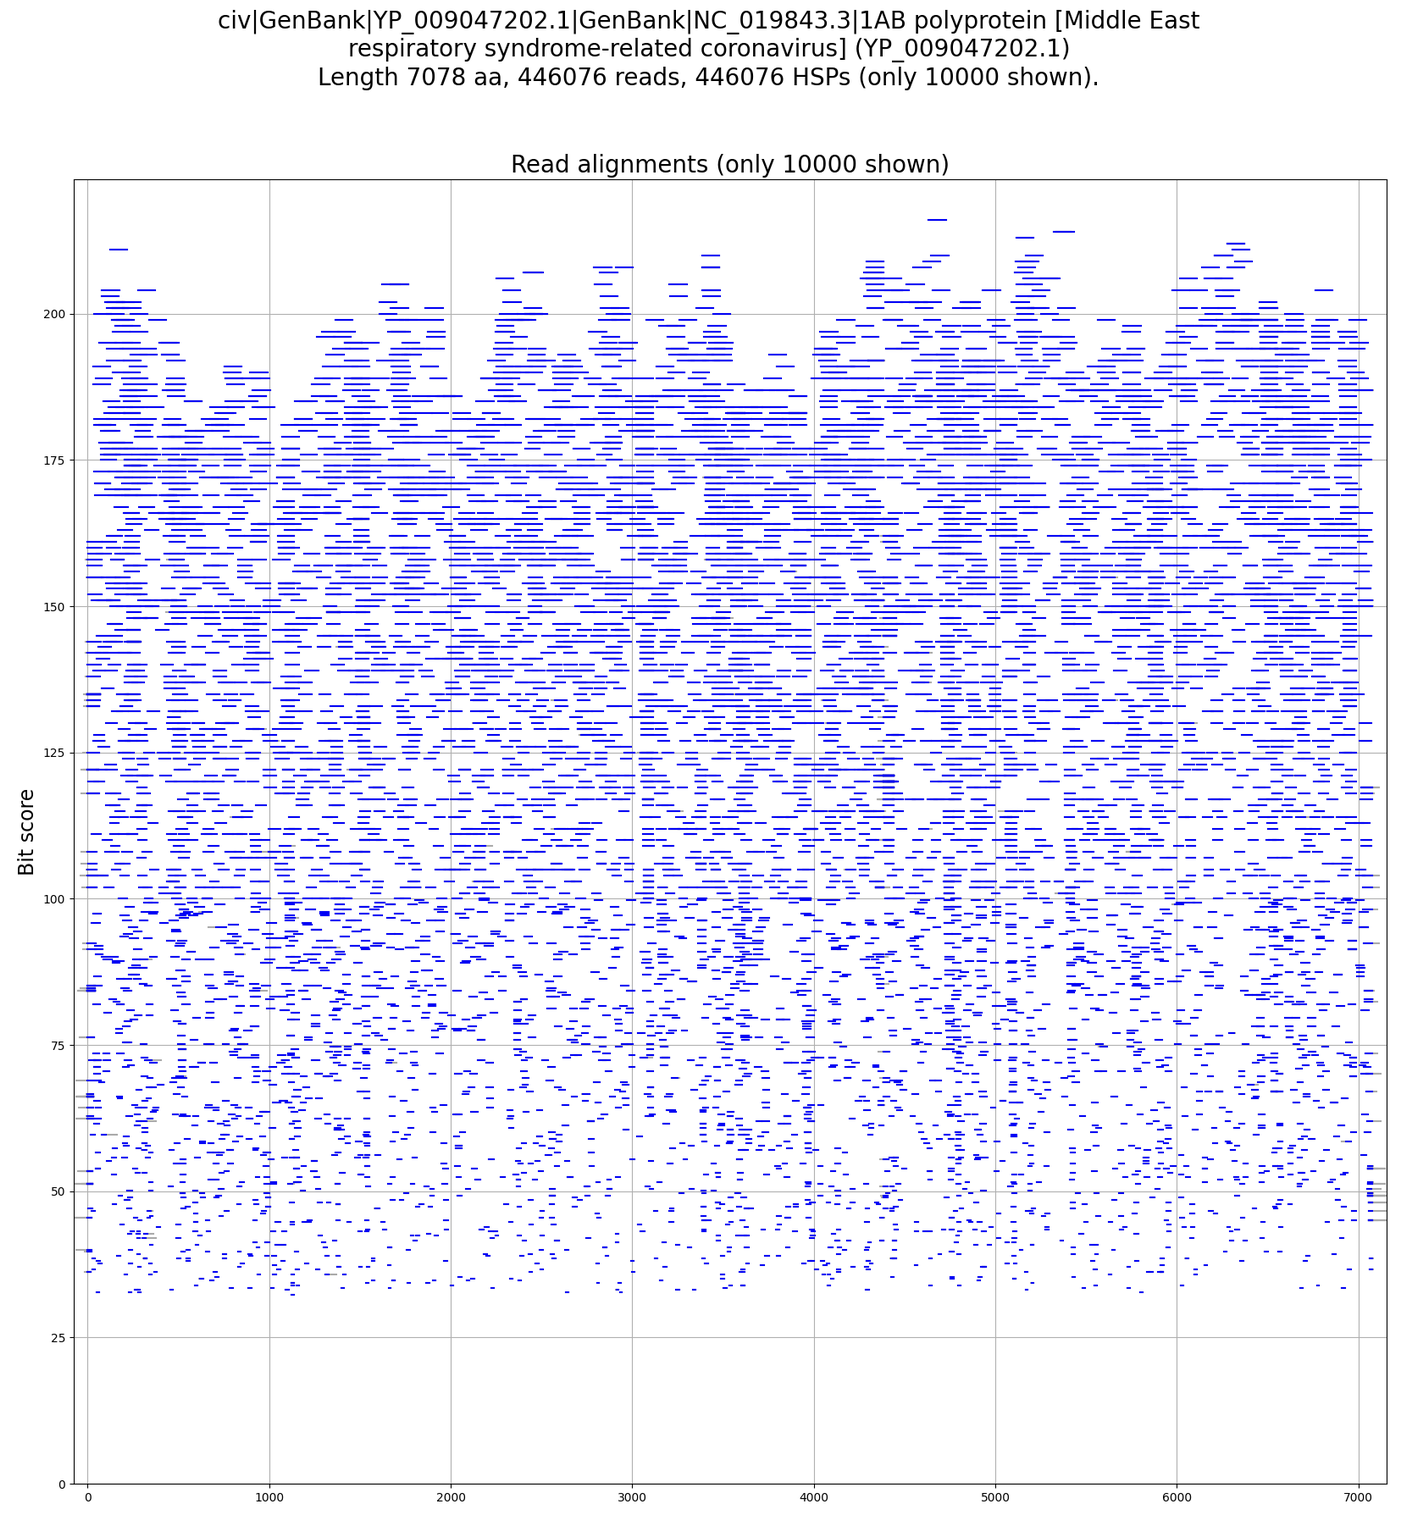 civ|GenBank|YP_009047202.1|GenBank|NC_019843.3|1AB polyprotein [Middle East
respiratory syndrome-related coronavirus] (YP_009047202.1)
Length 7078 aa, 446076 reads, 446076 HSPs (only 10000 shown).
Read alignments (only 10000 shown)
Bit score
200
175
150
125
100
75
50
25
0
0 1000 2000 3000 4000 5000 6000 7000